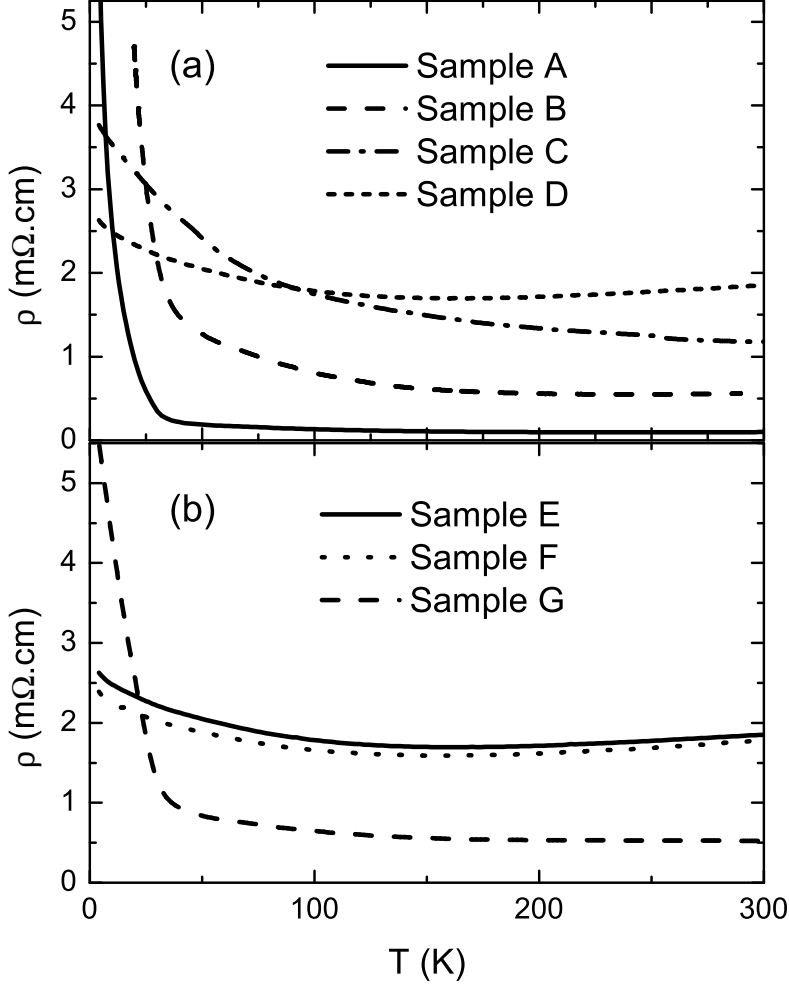 5
4
3
2
1
0
ρ (mΩ.cm)
(a)
Sample A
Sample B
Sample C
Sample D
5
4
3
2
1
0
ρ (mΩ.cm)
(b)
Sample E
Sample F
Sample G
0 100 200 300
T (K)